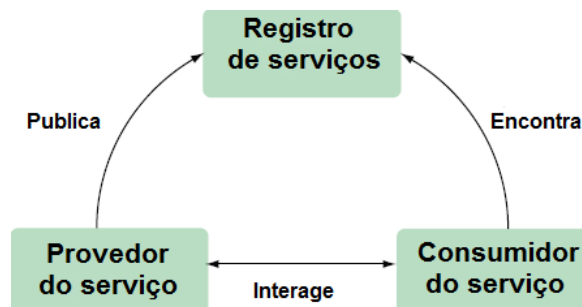 Registro
de serviços
Publica
Encontra
Provedor
do serviço
Consumidor
do serviço
Interage